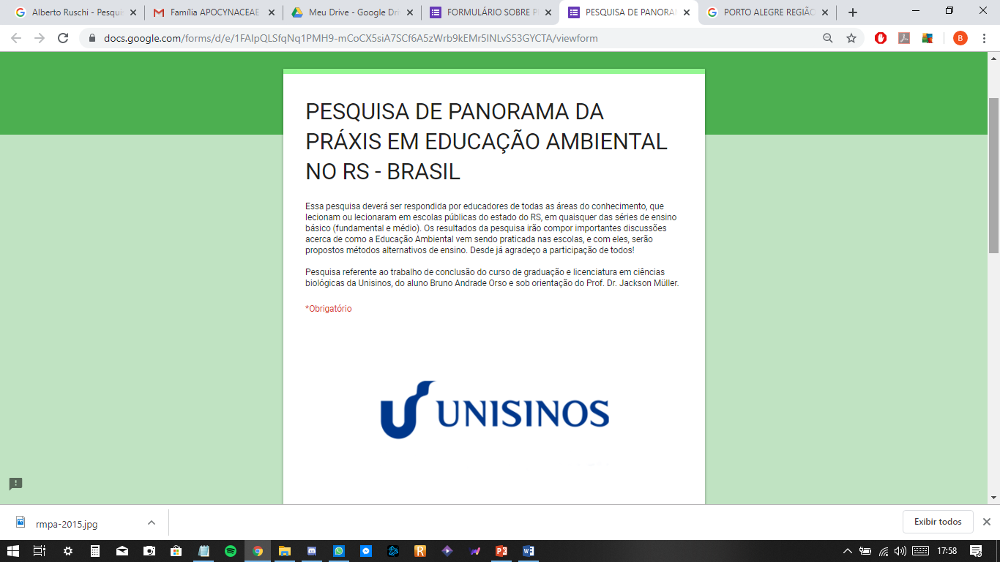 Alberto Ruschi - Pesqui
Família APOCYNACEAE
Meu Drive - Google Dri
FORMULÁRIO SOBRE P
PESQUISA DE PANORA
PORTO ALEGRE REGIÃO
docs.google.com/forms/d/e/1FAIpQLSfqNq1PMH9-mCoCX5siA7SCf6A5zWrb9kEMr5INLvS53GYCTA/viewform
B
PESQUISA DE PANORAMA DA
PRÁXIS EM EDUCAÇÃO AMBIENTAL
NO RS - BRASIL
Essa pesquisa deverá ser respondida por educadores de todas as áreas do conhecimento, que
lecionam ou lecionaram em escolas públicas do estado do RS, em quaisquer das séries de ensino
básico (fundamental e médio). Os resultados da pesquisa irão compor importantes discussões
acerca de como a Educação Ambiental vem sendo praticada nas escolas, e com eles, serão
propostos métodos alternativos de ensino. Desde já agradeço a participação de todos!
Pesquisa referente ao trabalho de conclusão do curso de graduação e licenciatura em ciências
biológicas da Unisinos, do aluno Bruno Andrade Orso e sob orientação do Prof. Dr. Jackson Müller.
*Obrigatório
UNISINOS
rmpa-2015.jpg
Exibir todos
17:58